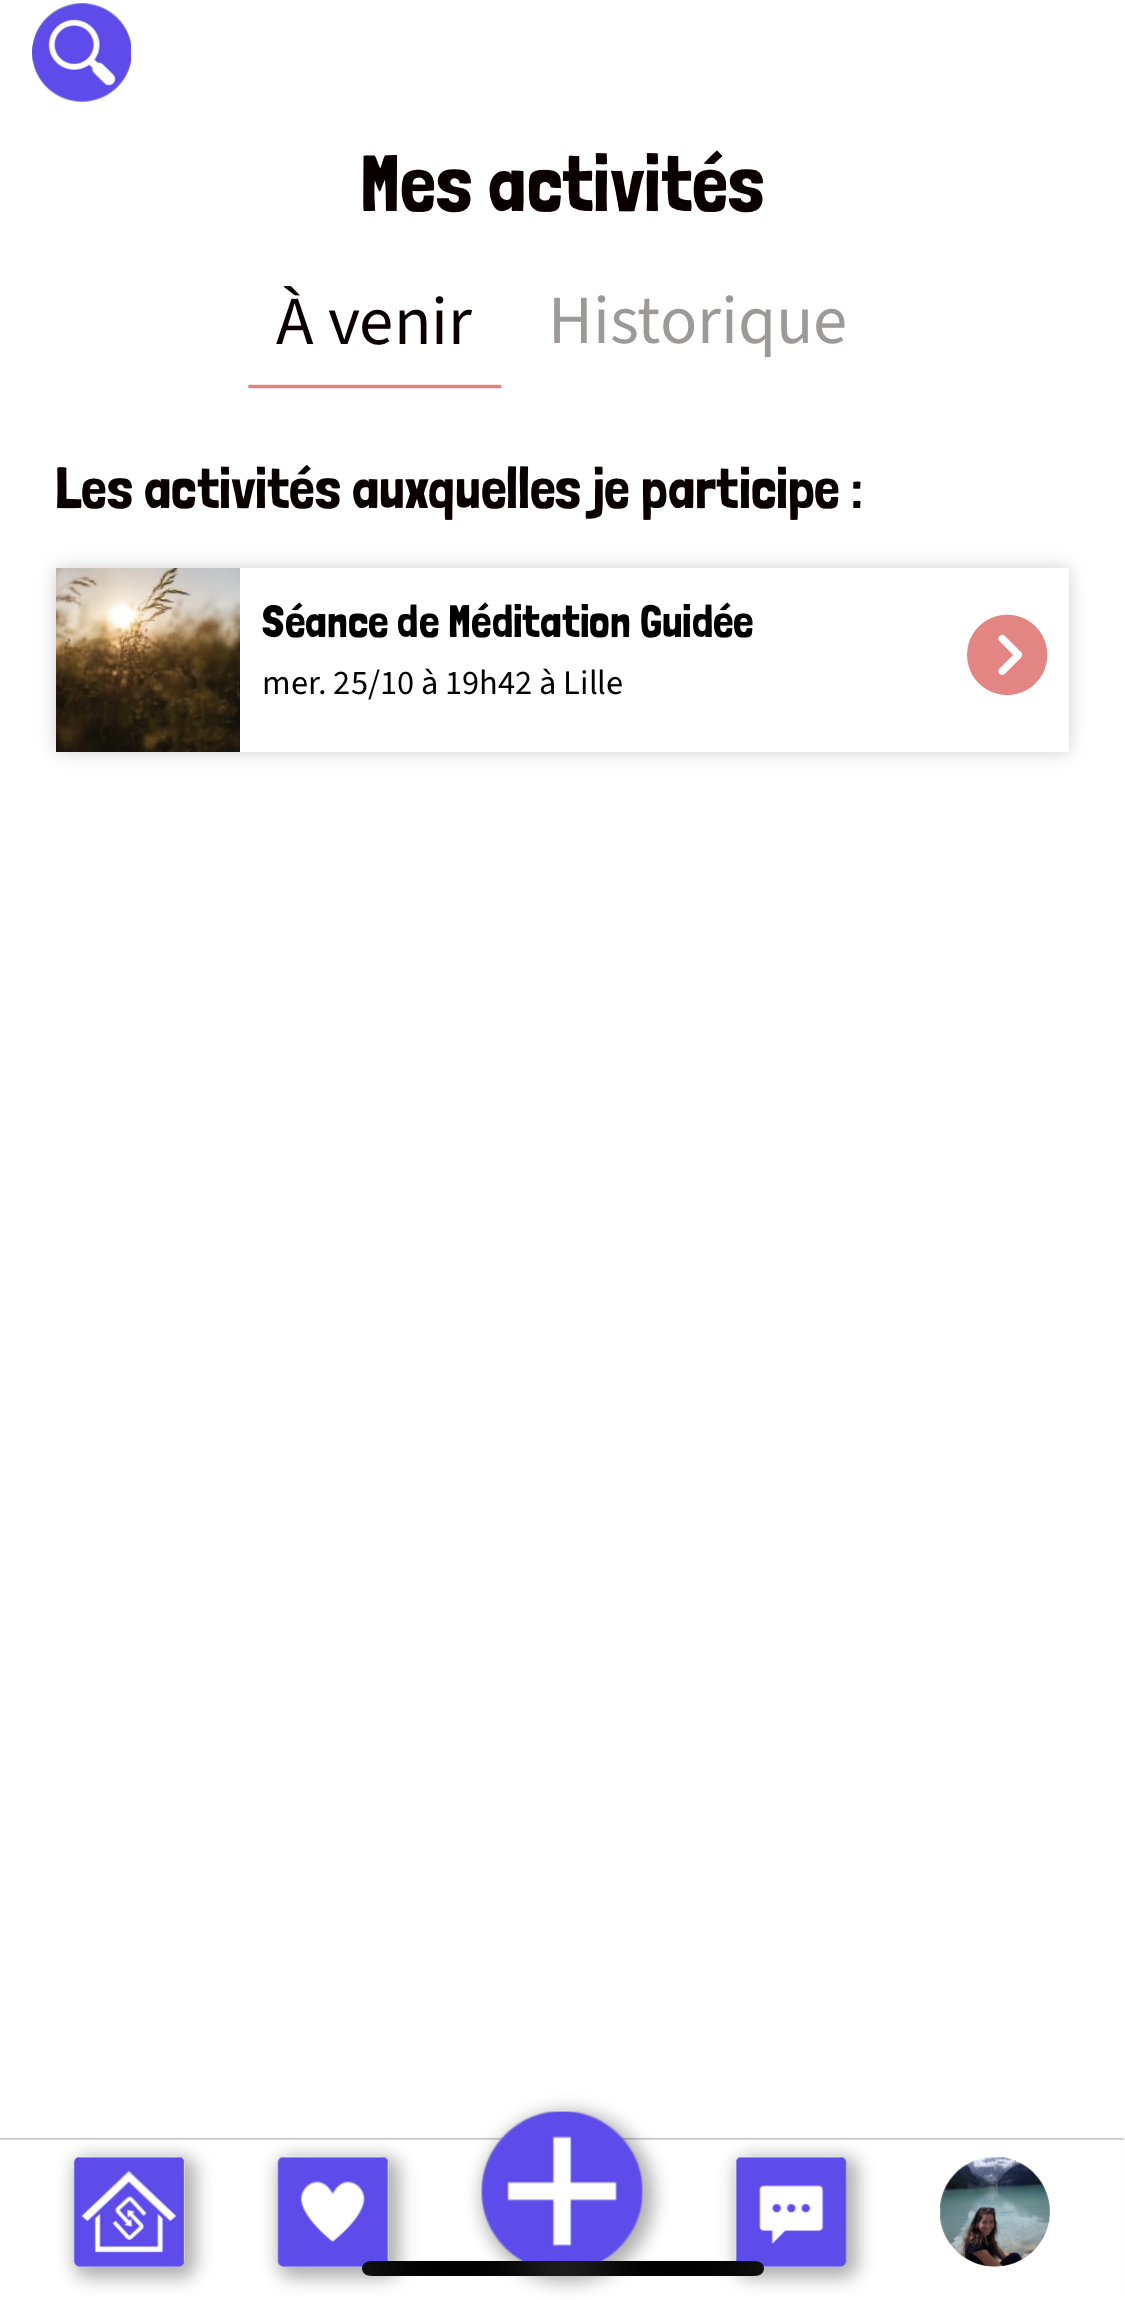 Mes activités
À venir
Historique
Les activités auxquelles je participe :
Séance de Méditation Guidée
mer. 25/10 à 19h42 à Lille